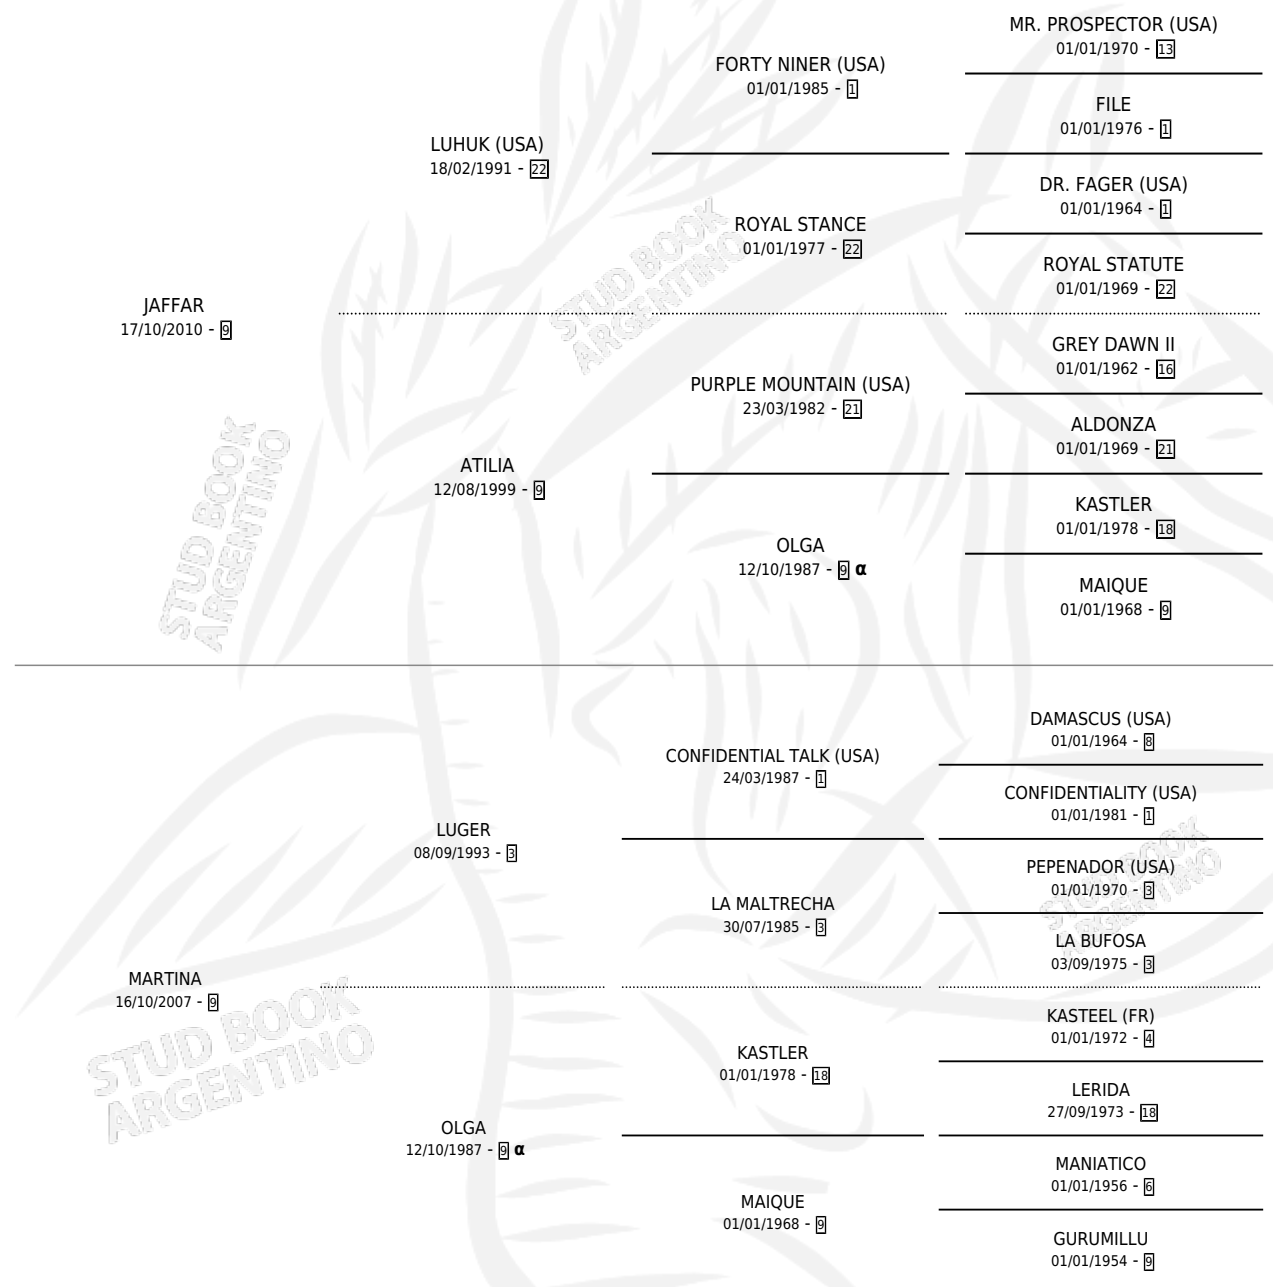 MR. PROSPECTOR (USA)
01/01/1970 - 13
FORTY NINER (USA)
01/01/1985 - 1
FILE
01/01/1976 - 1
LUHUK (USA)
18/02/1991 - 22
DR. FAGER (USA)
01/01/1964 - 1
ROYAL STANCE
01/01/1977 - 22
ROYAL STATUTE
01/01/1969 - 22
STUD BOOK
ARGENTINO
JAFFAR
17/10/2010 - 9
GREY DAWN II
01/01/1962 - 16
PURPLE MOUNTAIN (USA)
23/03/1982 - 21
ALDONZA
01/01/1969 - 21
ATILIA
12/08/1999 - 9
KASTLER
01/01/1978 - 18
OLGA
12/10/1987 - 9 α
MAIQUE
01/01/1968 - 9
STUD BOOK
ARGENTINO
DAMASCUS (USA)
01/01/1964 - 8
CONFIDENTIAL TALK (USA)
24/03/1987 - 1
CONFIDENTIALITY (USA)
01/01/1981 - 1
LUGER
08/09/1993 - 3
PEPENADOR (USA)
01/01/1970 - 3
LA MALTRECHA
30/07/1985 - 3
LA BUFOSA
03/09/1975 - 3
STUD BOOK
ARGENTINO
MARTINA
16/10/2007 - 9
KASTEEL (FR)
01/01/1972 - 4
KASTLER
01/01/1978 - 18
LERIDA
27/09/1973 - 18
OLGA
12/10/1987 - 9 α
MANIATICO
01/01/1956 - 6
MAIQUE
01/01/1968 - 9
GURUMILLU
01/01/1954 - 9
STUD BOOK
ARGENTINO